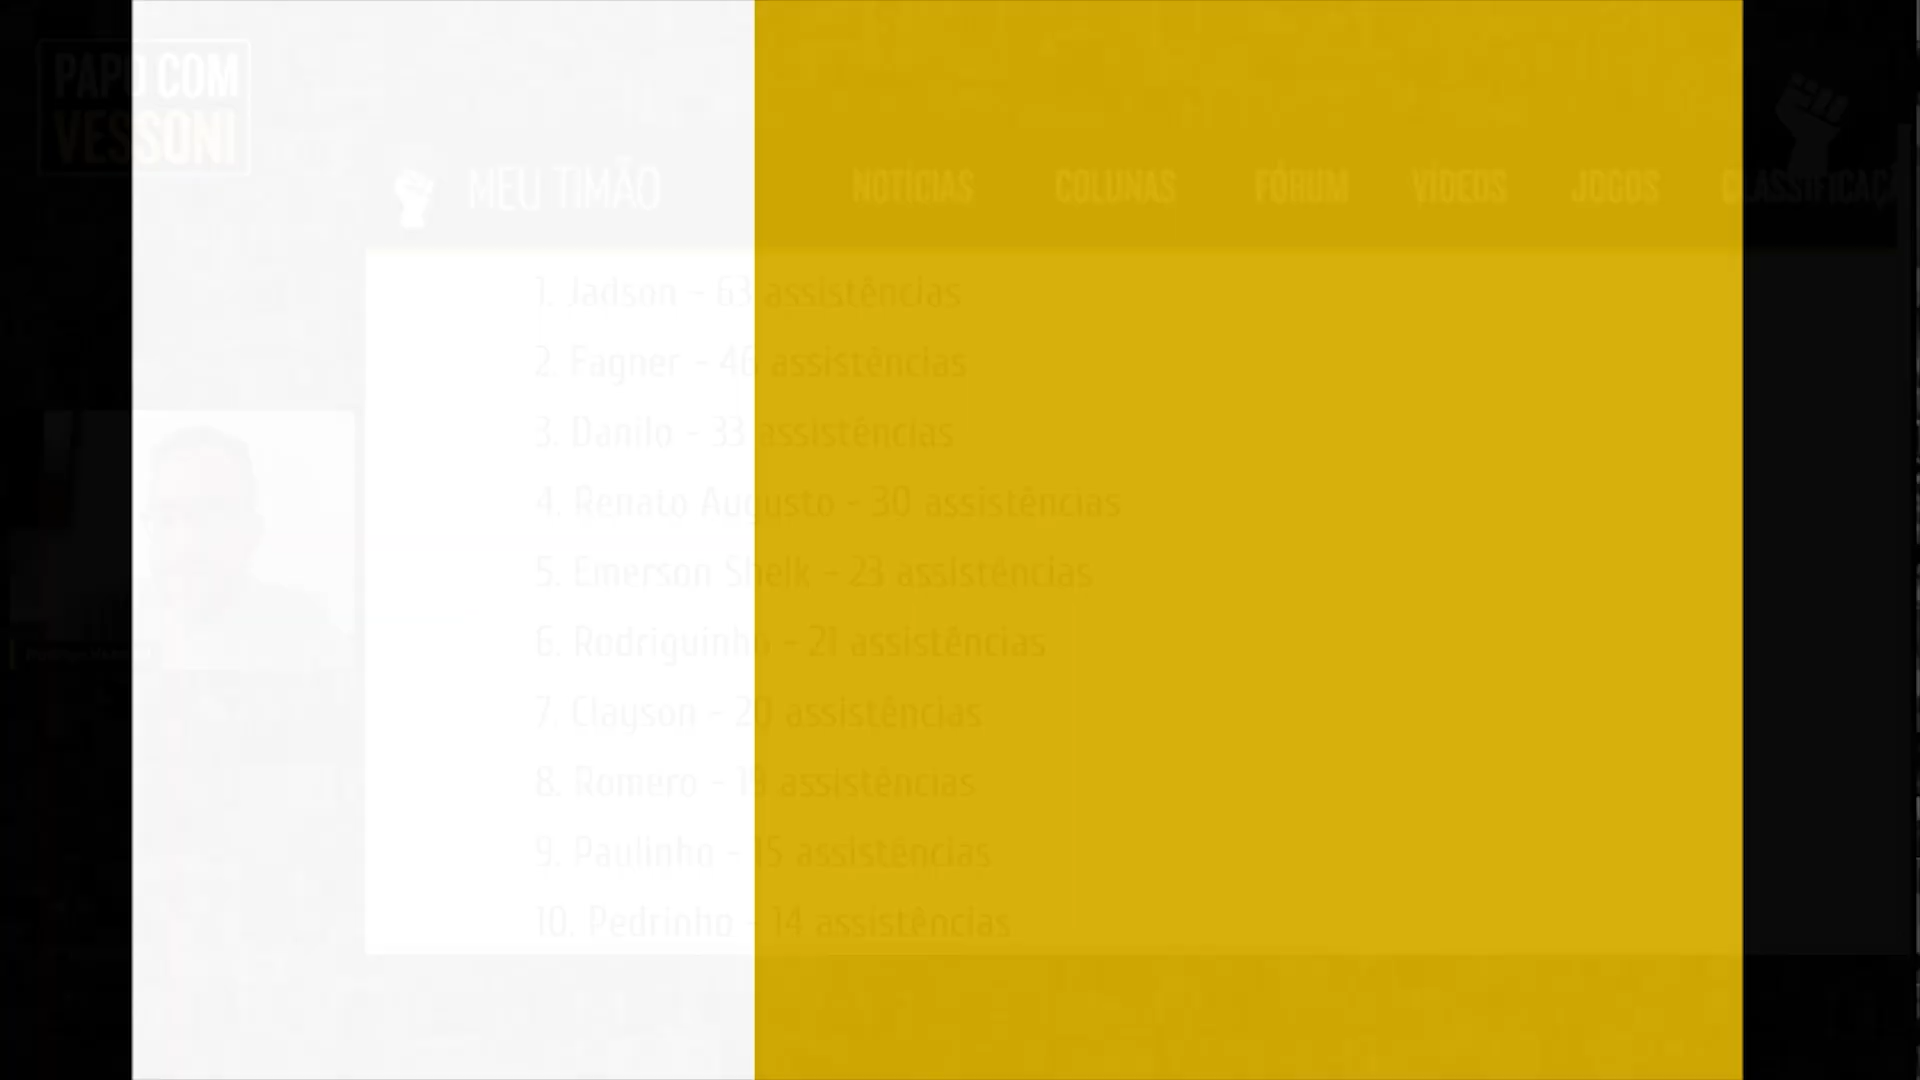 PAPO COM
VESSONI
MEU TIMÃO
NOTÍCIAS
COLUNAS
FÓRUM
VÍDEOS
JOGOS
CLASSIFICAÇ
1. Jadson - 63 assistências
2. Fagner - 46 assistências
3. Danilo - 33 assistências
4. Renato Augusto - 30 assistências
5. Emerson Sheik - 23 assistências
6. Rodriguinho - 21 assistências
7. Clayson - 20 assistências
8. Romero - 19 assistências
9. Paulinho - 15 assistências
10. Pedrinho - 14 assistências